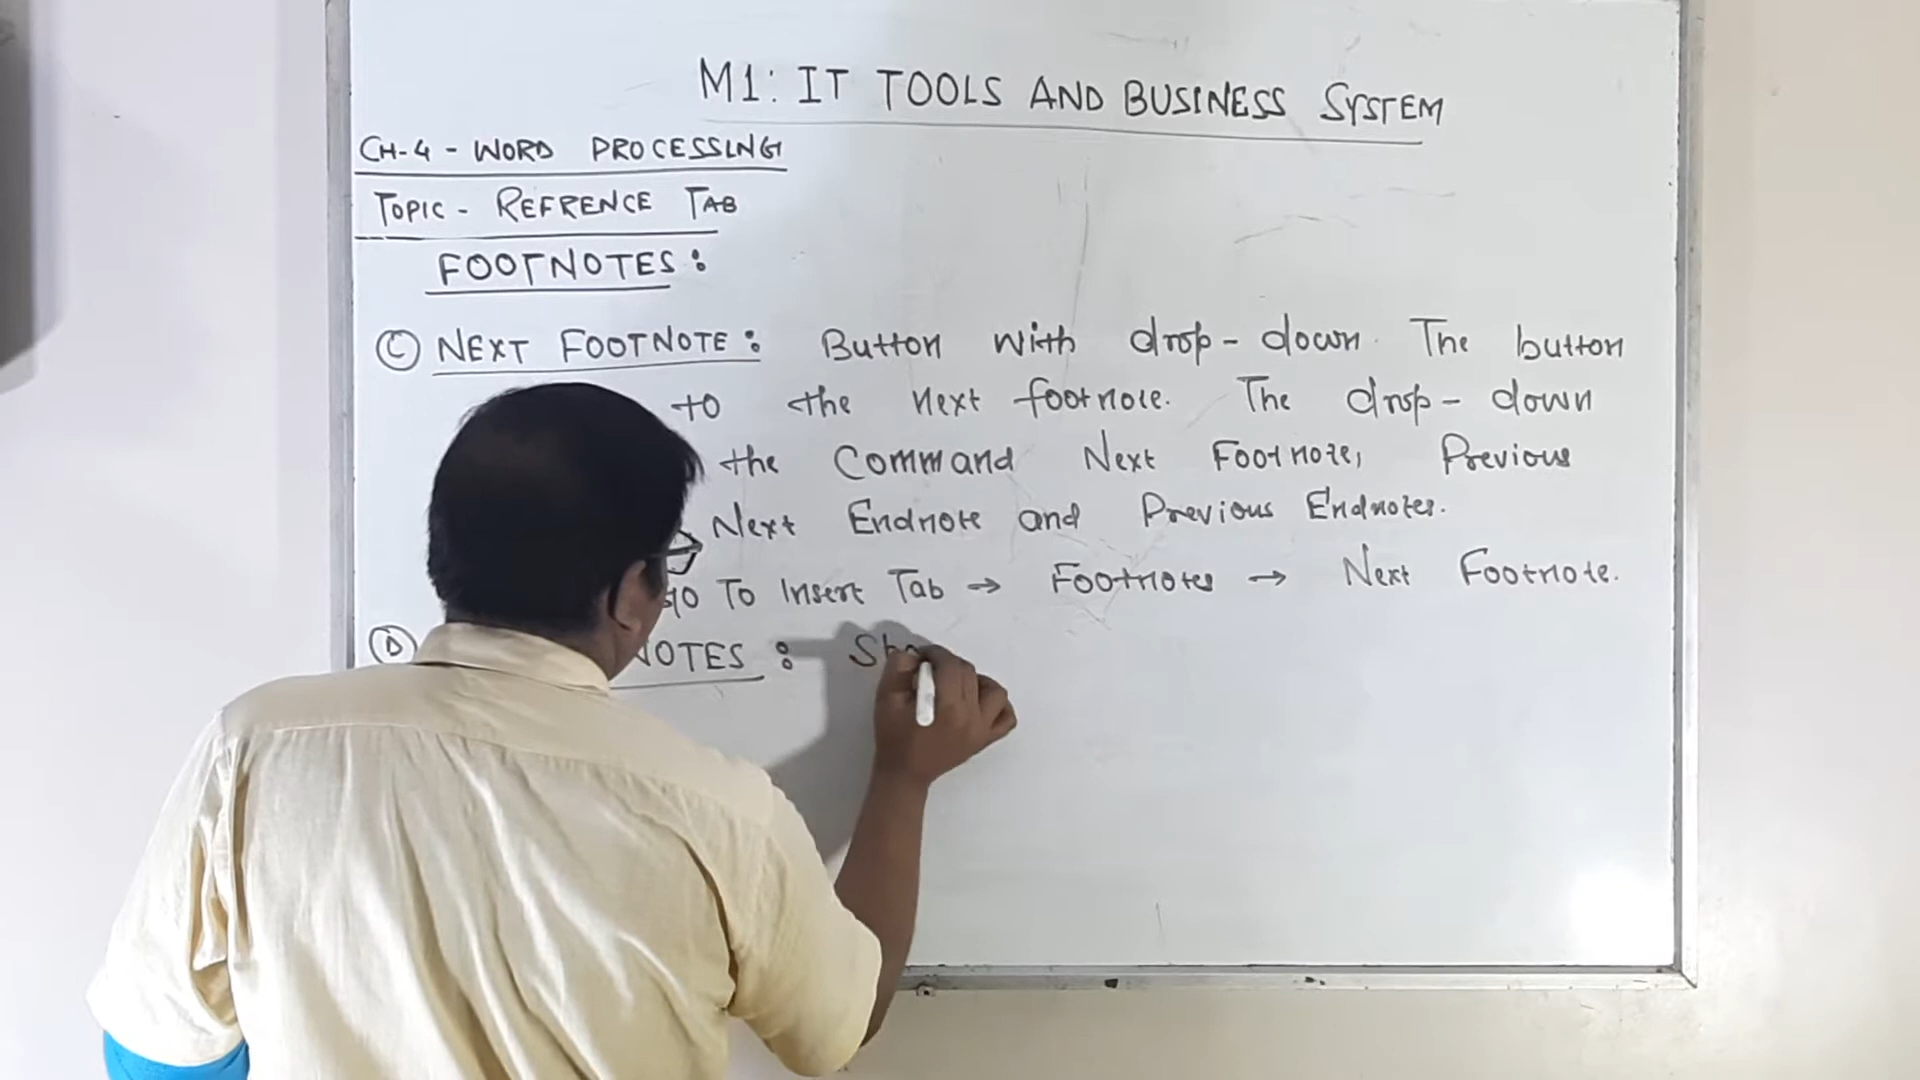 M1: IT TOOLS AND BUSINESS SYSTEM
CH-4 - WORD PROCESSING
TOPIC - REFRENCE TAB
FOOTNOTES :
(C) NEXT FOOTNOTE : Button with drop-down. The button
to the next footnote. The drop-down
the Command Next Footnote, Previous
Next Endnote and Previous Endnotes.
go To Insert Tab → Footnotes → Next Footnote.
(D) NOTES : Sho